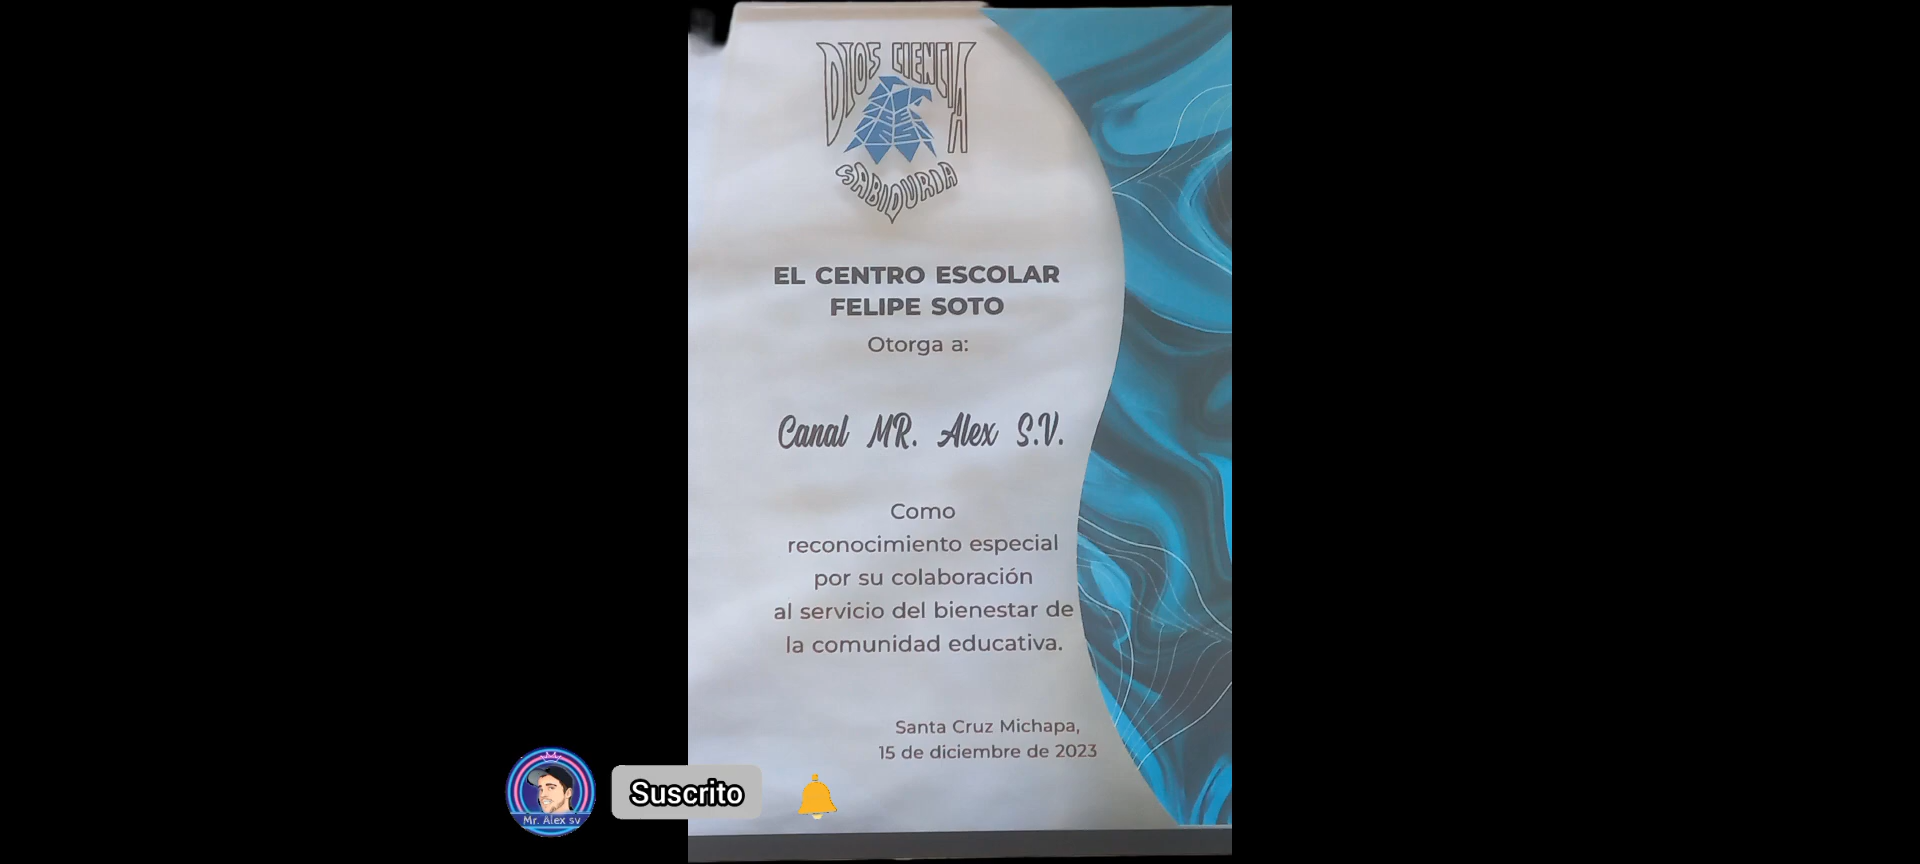 DIOS CIENCIA
SABIDURIA
EL CENTRO ESCOLAR
FELIPE SOTO
Otorga a:
Canal MR. Alex S.V.
Como
reconocimiento especial
por su colaboración
al servicio del bienestar de
la comunidad educativa.
Santa Cruz Michapa,
15 de diciembre de 2023
Mr. Alex sv
Suscrito